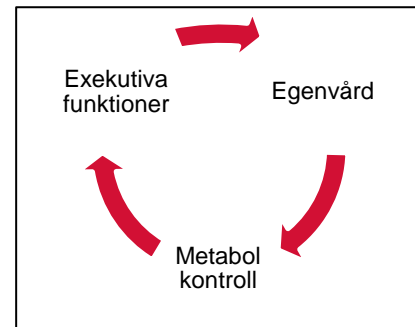 Exekutiva
funktioner
Egenvård
Metabol
kontroll